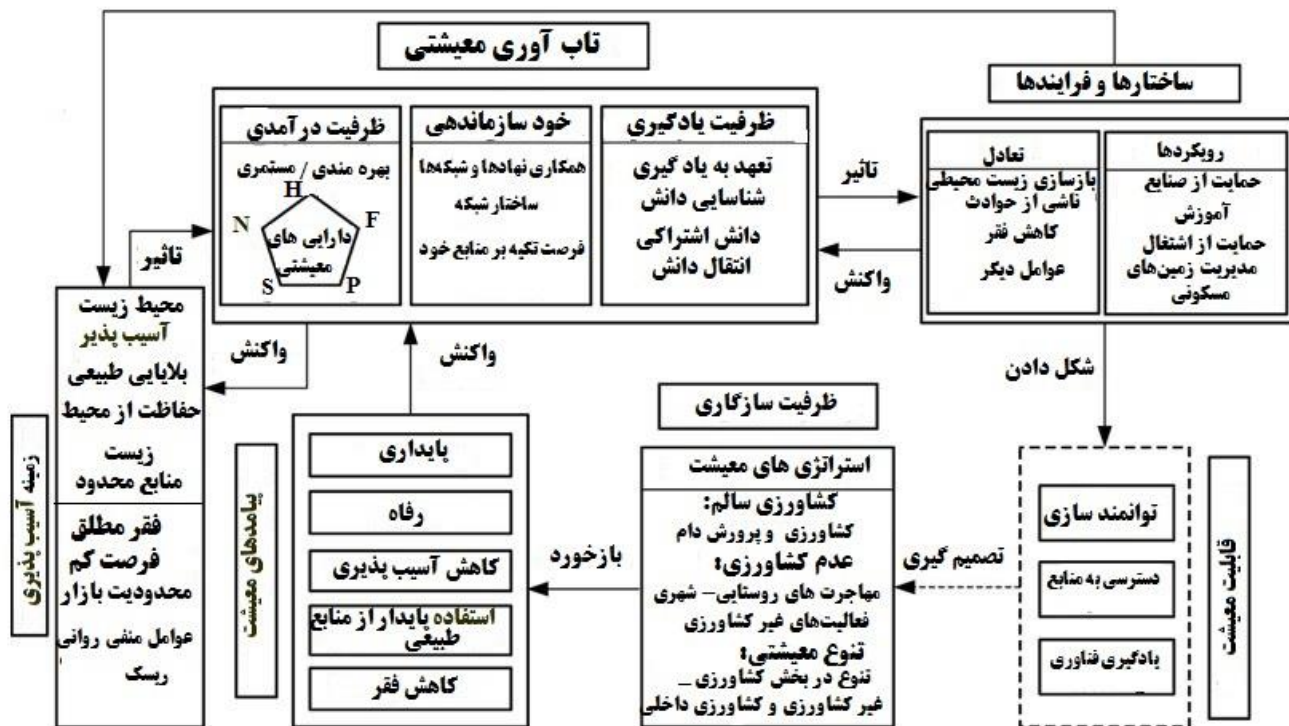 تاب آوری معیشتی
ساختارها و فرایندها
ظرفیت یادگیری
تعهد به یاد گیری
شناسایی دانش
دانش اشتراکی
انتقال دانش
خود سازماندهی
همکاری نهادها و شبکه‌ها
ساختار شبکه
فرصت تکیه بر منابع خود
ظرفیت درآمدی
بهره مندی / مستمری
H
N
F
دارایی های
معیشتی
S
P
رویکردها
حمایت از صنایع
آموزش
حمایت از اشتغال
مدیریت زمین‌های
مسکونی
تعادل
بازسازی زیست محیطی
ناشی از حوادث
کاهش فقر
عوامل دیگر
تاثیر
واکنش
تاثیر
واکنش
واکنش
شکل دادن
محیط زیست
آسیب پذیر
بلایایی طبیعی
حفاظت از محیط
زیست
منابع محدود
فقر مطلق
فرصت کم
محدودیت بازار
عوامل منفی روانی
ریسک
زمینه آسیب پذیری
پیامدهای معیشت
پایداری
رفاه
کاهش آسیب پذیری
استفاده پایدار از منابع
طبیعی
کاهش فقر
بازخورد
ظرفیت سازگاری
استراتژی های معیشت
کشاورزی سالم:
کشاورزی و پرورش دام
عدم کشاورزی:
مهاجرت های روستایی– شهری
فعالیت‌های غیر کشاورزی
تنوع معیشتی:
تنوع در بخش کشاورزی _
غیر کشاورزی و کشاورزی داخلی
تصمیم گیری
توانمند سازی
دسترسی به منابع
یادگیری فناوری
قابلیت معیشت